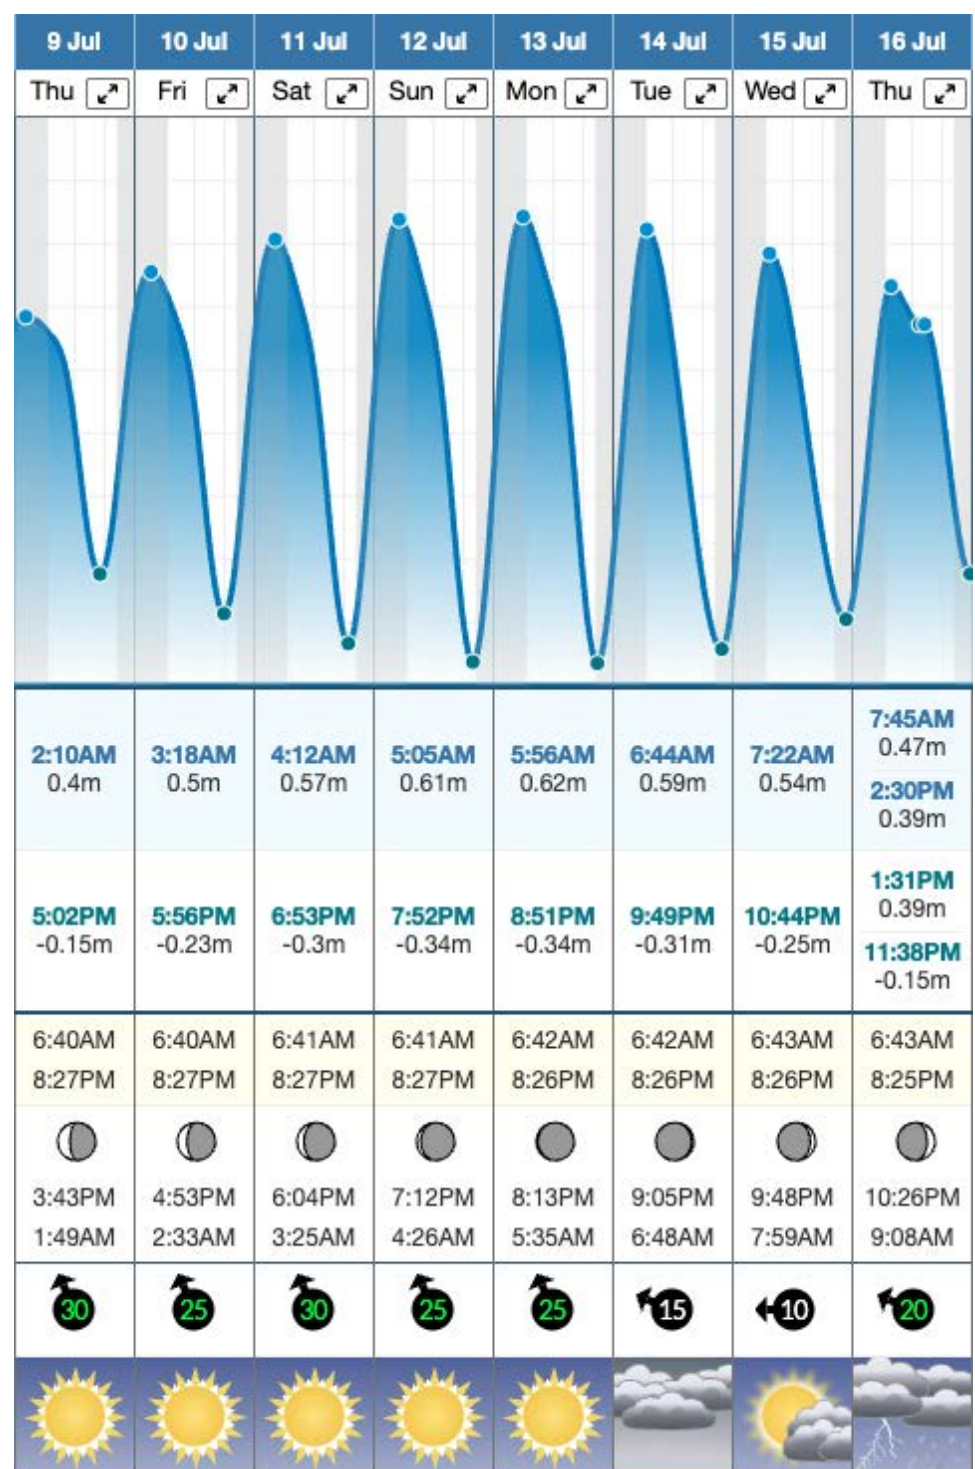 9 Jul 10 Jul 11 Jul 12 Jul 13 Jul 14 Jul 15 Jul 16 Jul
Thu Fri Sat Sun Mon Tue Wed Thu
7:45AM
2:10AM 3:18AM 4:12AM 5:05AM 5:56AM 6:44AM 7:22AM 0.47m
0.4m 0.5m 0.57m 0.61m 0.62m 0.59m 0.54m 2:30PM
0.39m
1:31PM
5:02PM 5:56PM 6:53PM 7:52PM 8:51PM 9:49PM 10:44PM 0.39m
-0.15m -0.23m -0.3m -0.34m -0.34m -0.31m -0.25m 11:38PM
-0.15m
6:40AM 6:40AM 6:41AM 6:41AM 6:42AM 6:42AM 6:43AM 6:43AM
8:27PM 8:27PM 8:27PM 8:27PM 8:26PM 8:26PM 8:26PM 8:25PM
3:43PM 4:53PM 6:04PM 7:12PM 8:13PM 9:05PM 9:48PM 10:26PM
1:49AM 2:33AM 3:25AM 4:26AM 5:35AM 6:48AM 7:59AM 9:08AM
30 25 30 25 25 15 10 20